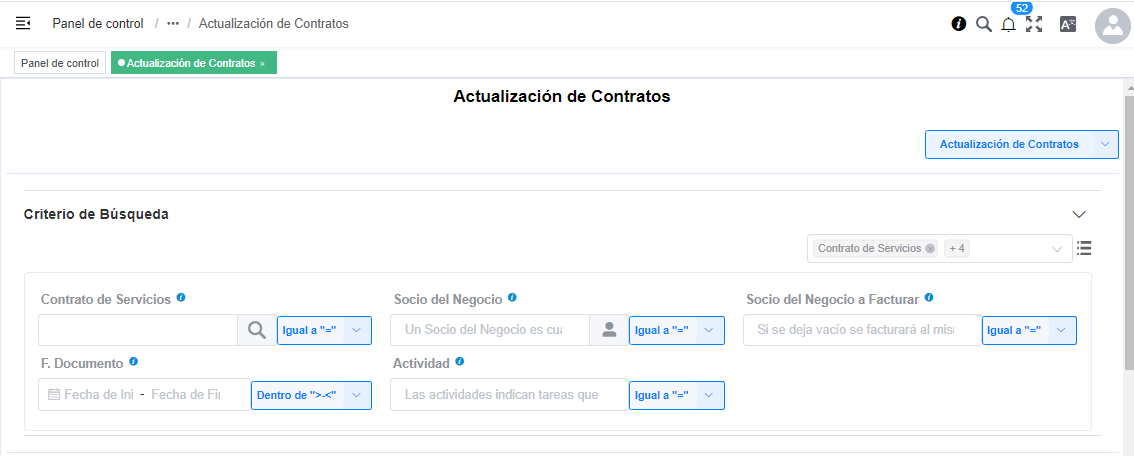 52
Panel de control / ••• / Actualización de Contratos
Panel de control Actualización de Contratos ×
Actualización de Contratos
Actualización de Contratos
Criterio de Búsqueda
Contrato de Servicios + 4
Contrato de Servicios Socio del Negocio Socio del Negocio a Facturar
Igual a "=" Un Socio del Negocio es cua Igual a "=" Si se deja vacío se facturará al misn Igual a "="
F. Documento Actividad
Fecha de Ini - Fecha de Fin Dentro de ">-<" Las actividades indican tareas que Igual a "="